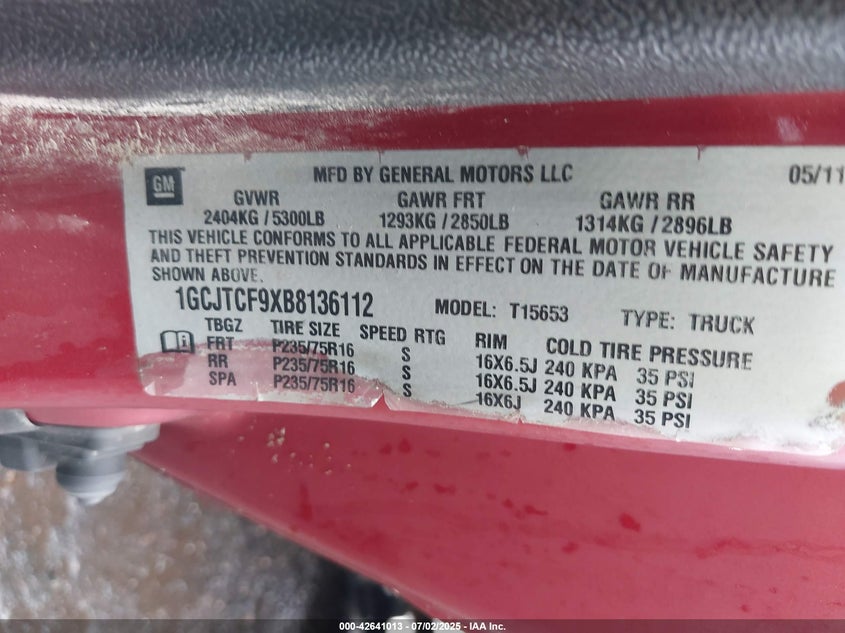 GM
MFD BY GENERAL MOTORS LLC 05/11
GVWR GAWR FRT GAWR RR
2404KG / 5300LB 1293KG / 2850LB 1314KG / 2896LB
THIS VEHICLE CONFORMS TO ALL APPLICABLE FEDERAL MOTOR VEHICLE SAFETY
AND THEFT PREVENTION STANDARDS IN EFFECT ON THE DATE OF MANUFACTURE
SHOWN ABOVE.
1GCJTCF9XB8136112 MODEL: T15653 TYPE: TRUCK
TBGZ TIRE SIZE SPEED RTG RIM COLD TIRE PRESSURE
FRT P235/75R16 S 16X6.5J 240 KPA 35 PSI
RR P235/75R16 S 16X6.5J 240 KPA 35 PSI
SPA P235/75R16 S 16X6J 240 KPA 35 PSI
000-42641013 - 07/02/2025 - IAA Inc.